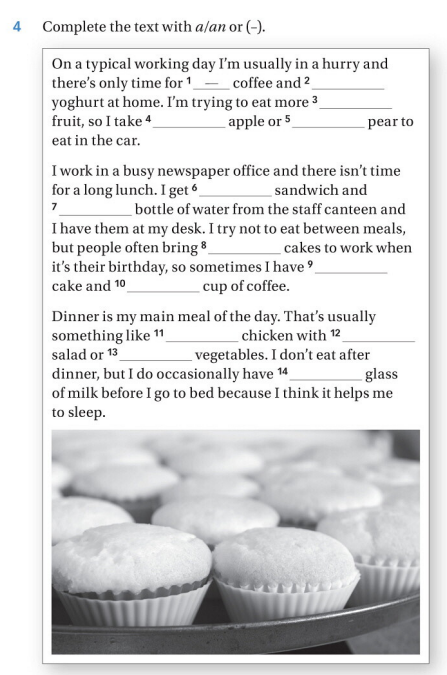 4 Complete the text with a/an or (–).
On a typical working day I'm usually in a hurry and
there's only time for ¹ __—__ coffee and ² __________
yoghurt at home. I'm trying to eat more ³ __________
fruit, so I take ⁴ __________ apple or ⁵ __________ pear to
eat in the car.
I work in a busy newspaper office and there isn't time
for a long lunch. I get ⁶ __________ sandwich and
⁷ __________ bottle of water from the staff canteen and
I have them at my desk. I try not to eat between meals,
but people often bring ⁸ __________ cakes to work when
it's their birthday, so sometimes I have ⁹ __________
cake and ¹⁰ __________ cup of coffee.
Dinner is my main meal of the day. That's usually
something like ¹¹ __________ chicken with ¹² __________
salad or ¹³ __________ vegetables. I don't eat after
dinner, but I do occasionally have ¹⁴ __________ glass
of milk before I go to bed because I think it helps me
to sleep.